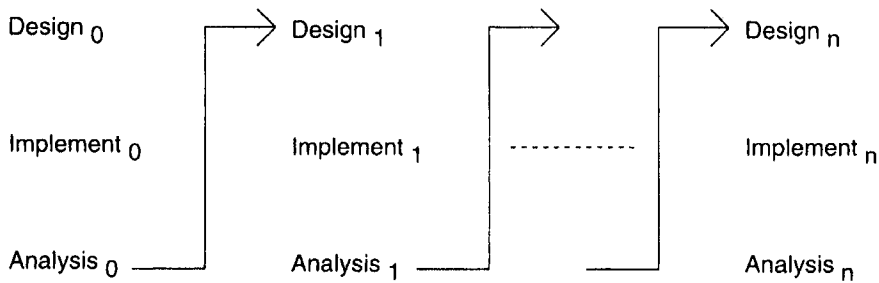 Design 0 Design 1 Design n
Implement 0 Implement 1 Implement n
Analysis 0 Analysis 1 Analysis n